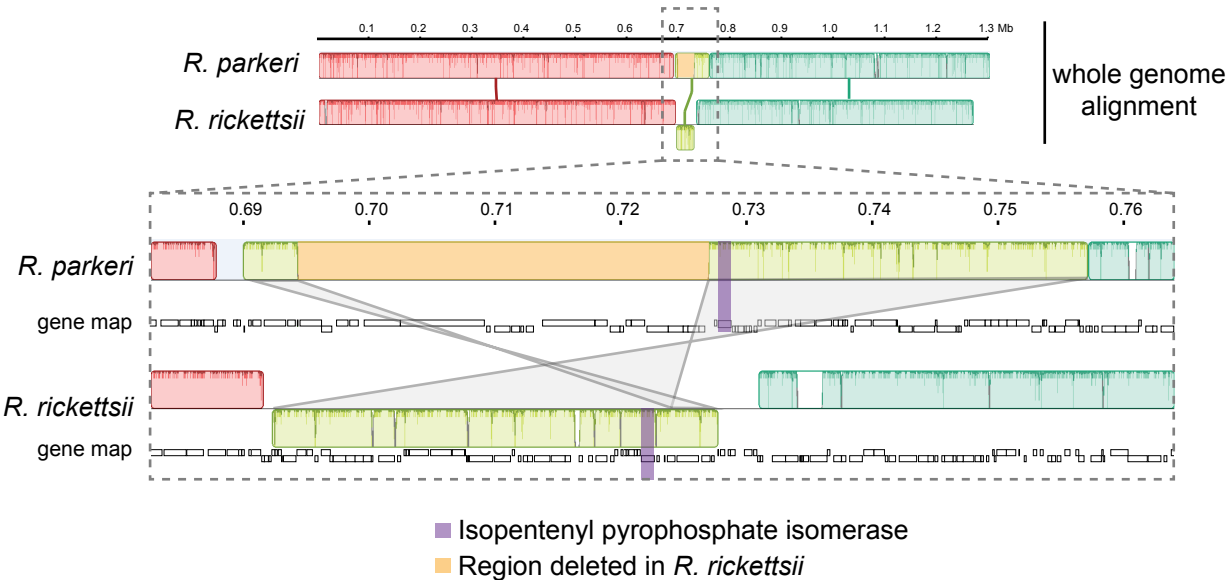 0.1 0.2 0.3 0.4 0.5 0.6 0.7 0.8 0.9 1.0 1.1 1.2 1.3 Mb
R. parkeri
R. rickettsii
whole genome
alignment
0.69 0.70 0.71 0.72 0.73 0.74 0.75 0.76
R. parkeri
gene map
R. rickettsii
gene map
Isopentenyl pyrophosphate isomerase
Region deleted in R. rickettsii